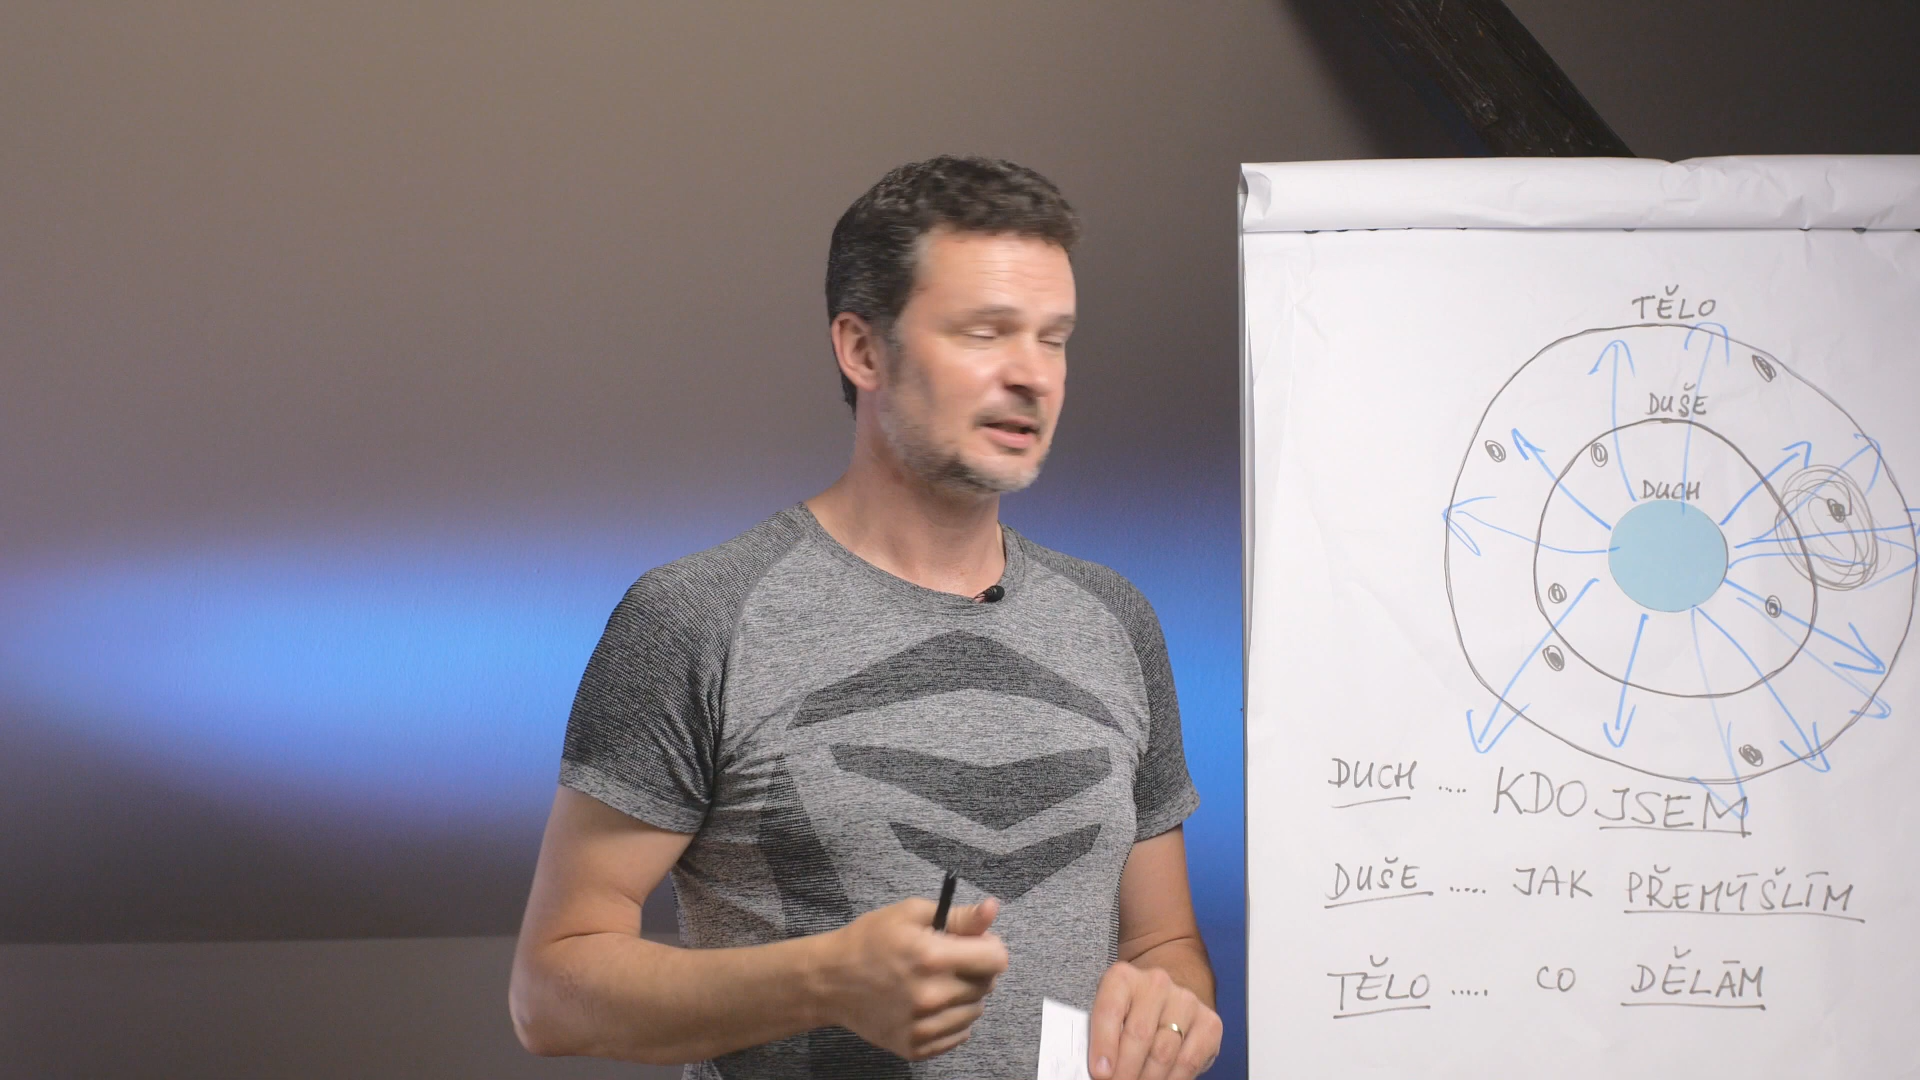 TĚLO
DUŠE
DUCH
DUCH .... KDO JSEM
DUŠE ..... JAK PŘEMÝŠLÍM
TĚLO ..... CO DĚLÁM